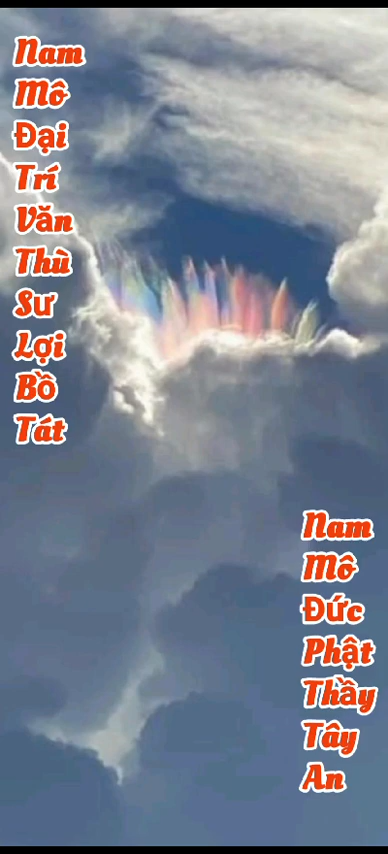 Nam
Mô
Đại
Trí
Văn
Thù
Sư
Lợi
Bồ
Tát
Nam
Mô
Đức
Phật
Thầy
Tây
An